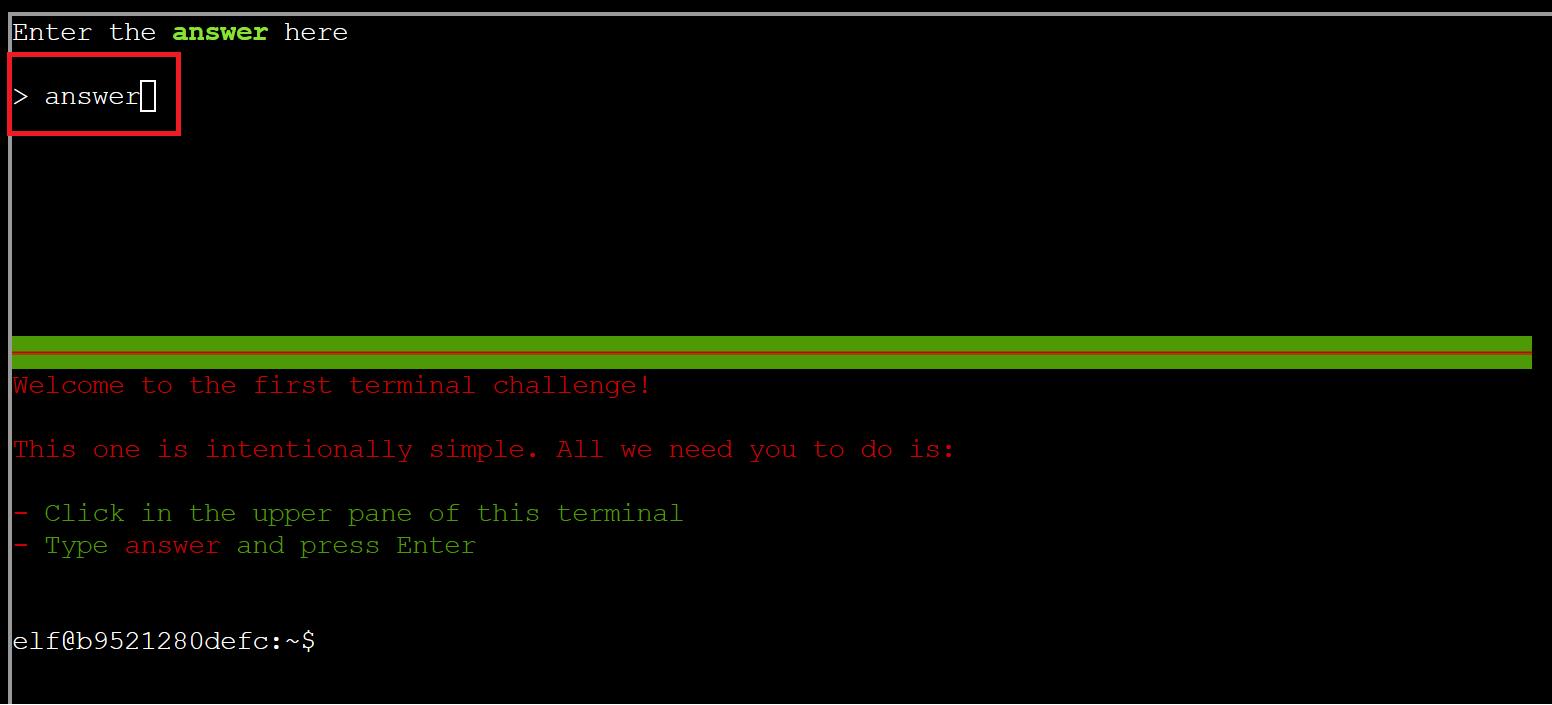 Enter the answer here
> answer
Welcome to the first terminal challenge!
This one is intentionally simple. All we need you to do is:
- Click in the upper pane of this terminal
- Type answer and press Enter
elf@b9521280defc:~$